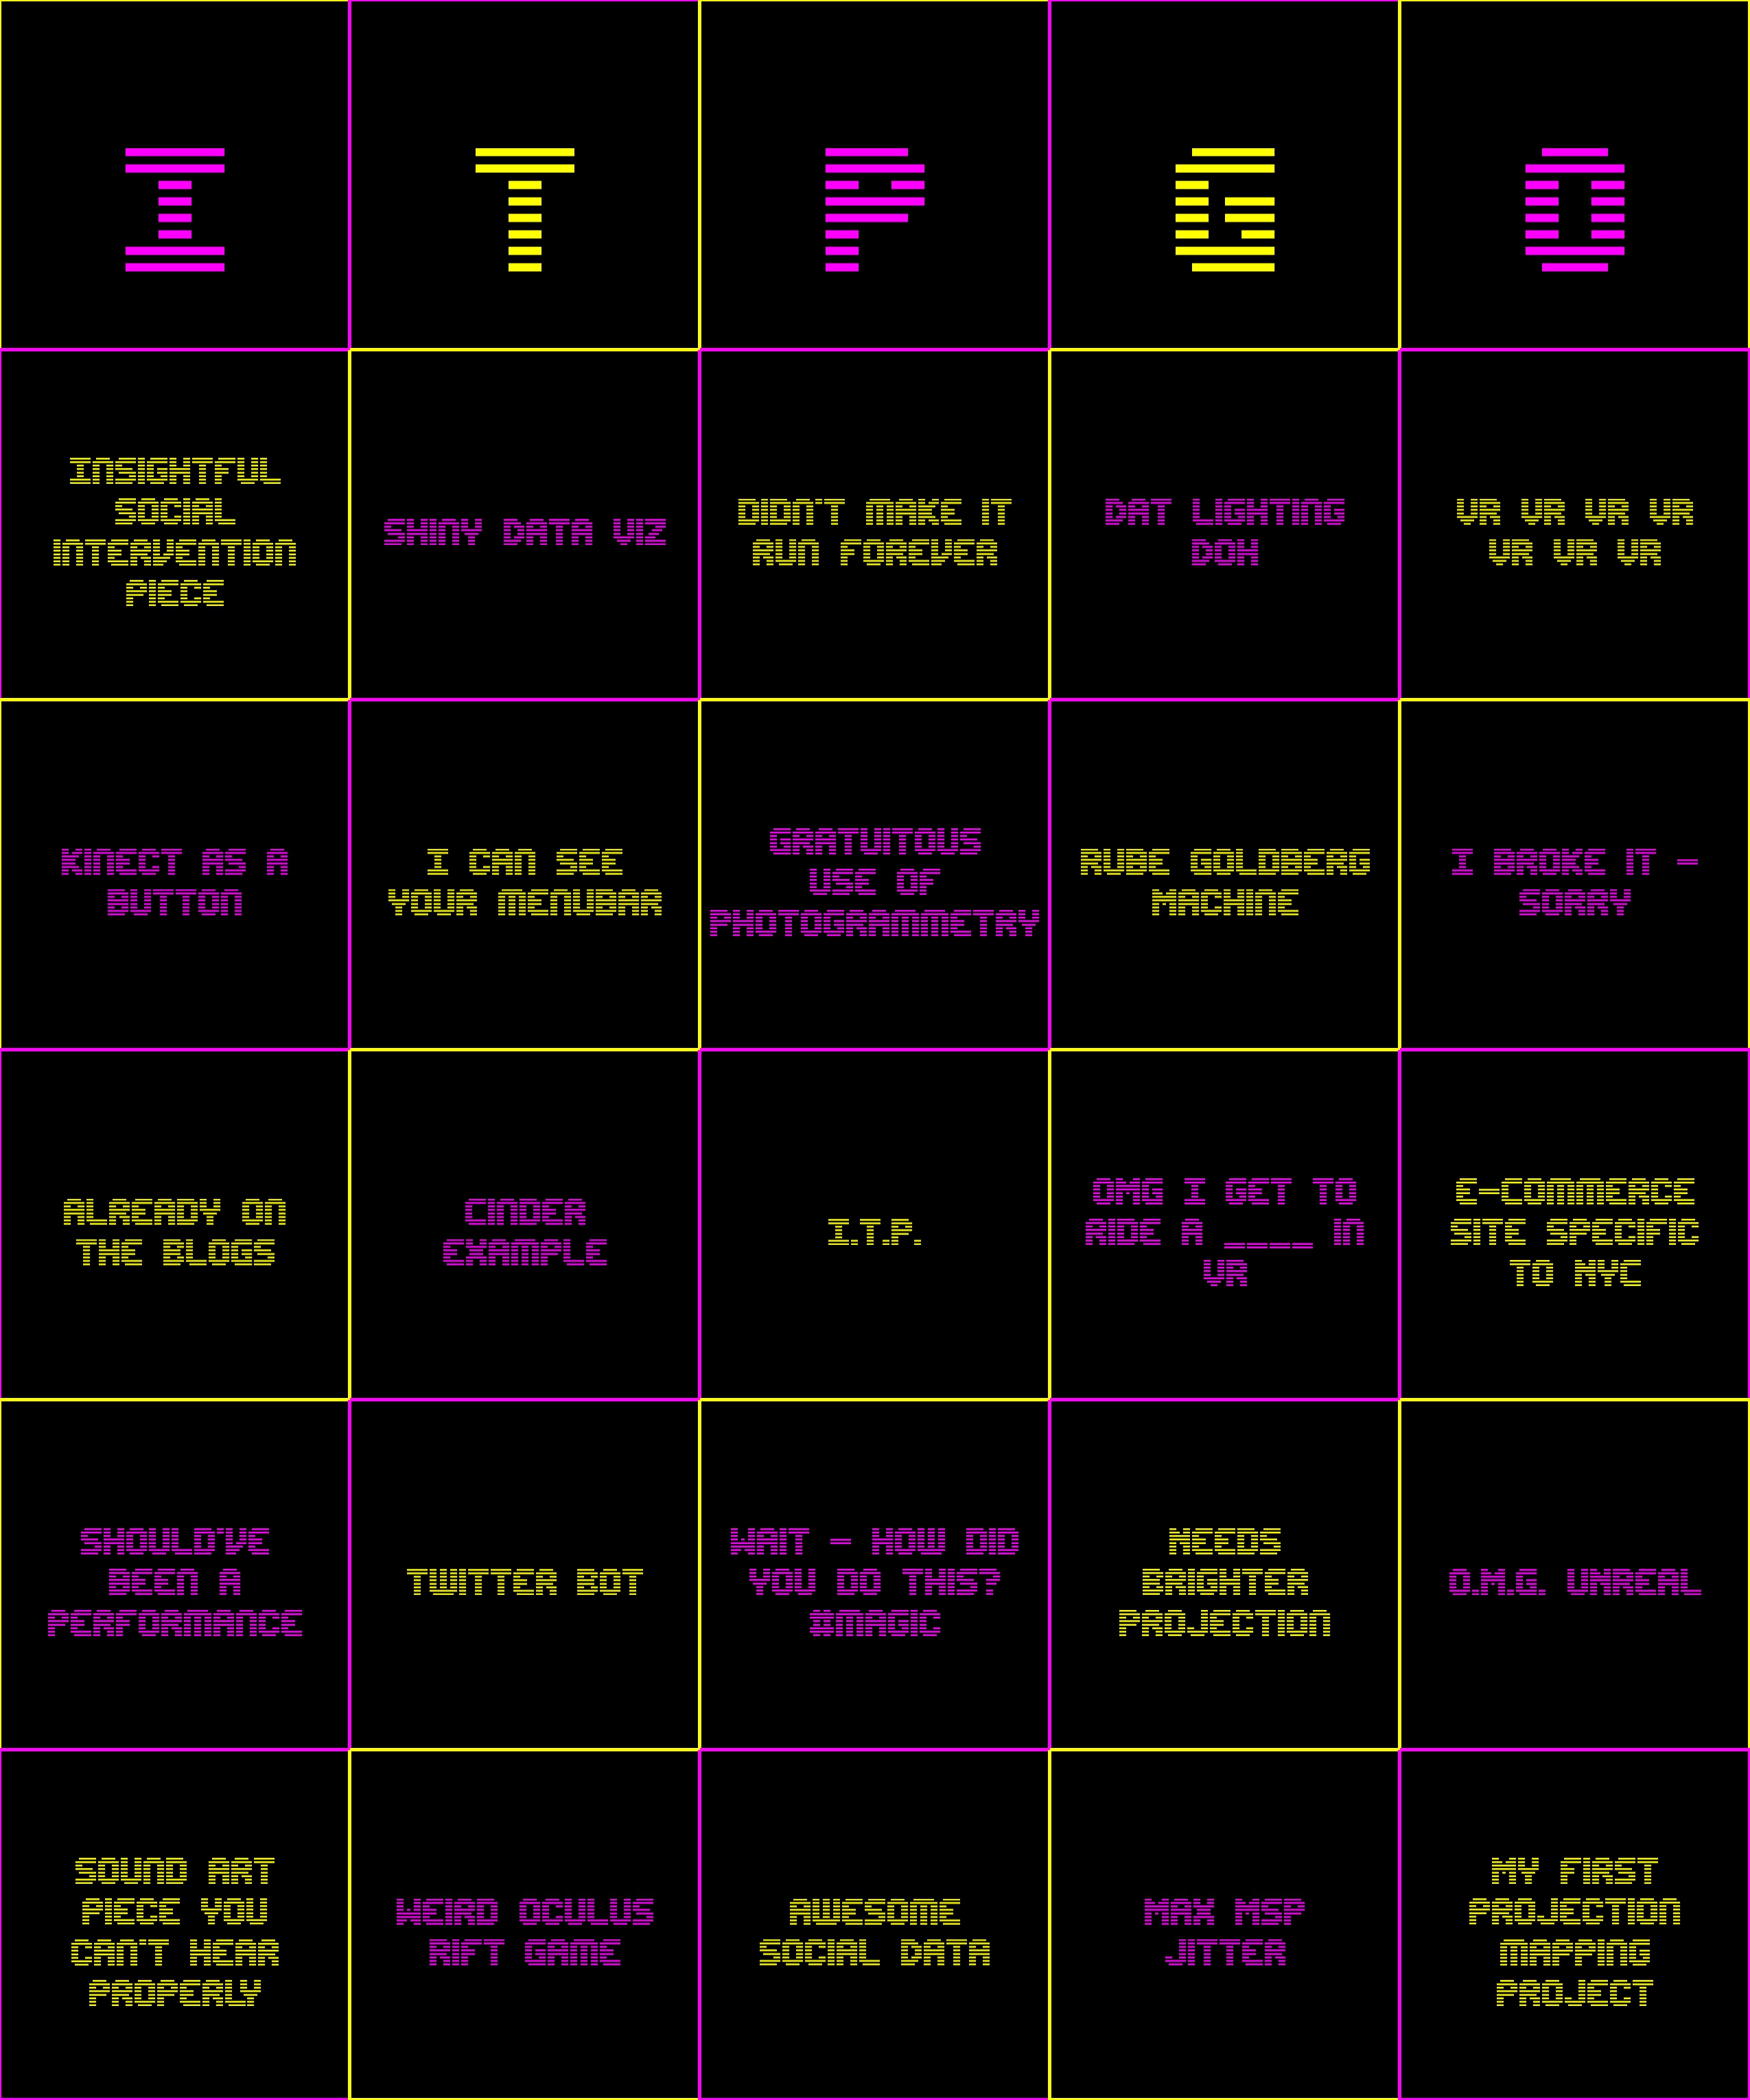 I
T
P
G
O
INSIGHTFUL
SOCIAL
INTERVENTION
PIECE
SHINY DATA VIZ
DIDN'T MAKE IT
RUN FOREVER
DAT LIGHTING
DOH
VR VR VR VR
VR VR VR
KINECT AS A
BUTTON
I CAN SEE
YOUR MENUBAR
GRATUITOUS
USE OF
PHOTOGRAMMETRY
RUBE GOLDBERG
MACHINE
I BROKE IT -
SORRY
ALREADY ON
THE BLOGS
CINDER
EXAMPLE
I.T.P.
OMG I GET TO
RIDE A ____ IN
VR
E-COMMERCE
SITE SPECIFIC
TO NYC
SHOULD'VE
BEEN A
PERFORMANCE
TWITTER BOT
WAIT - HOW DID
YOU DO THIS?
#MAGIC
NEEDS
BRIGHTER
PROJECTION
O.M.G. UNREAL
SOUND ART
PIECE YOU
CAN'T HEAR
PROPERLY
WEIRD OCULUS
RIFT GAME
AWESOME
SOCIAL DATA
MAX MSP
JITTER
MY FIRST
PROJECTION
MAPPING
PROJECT